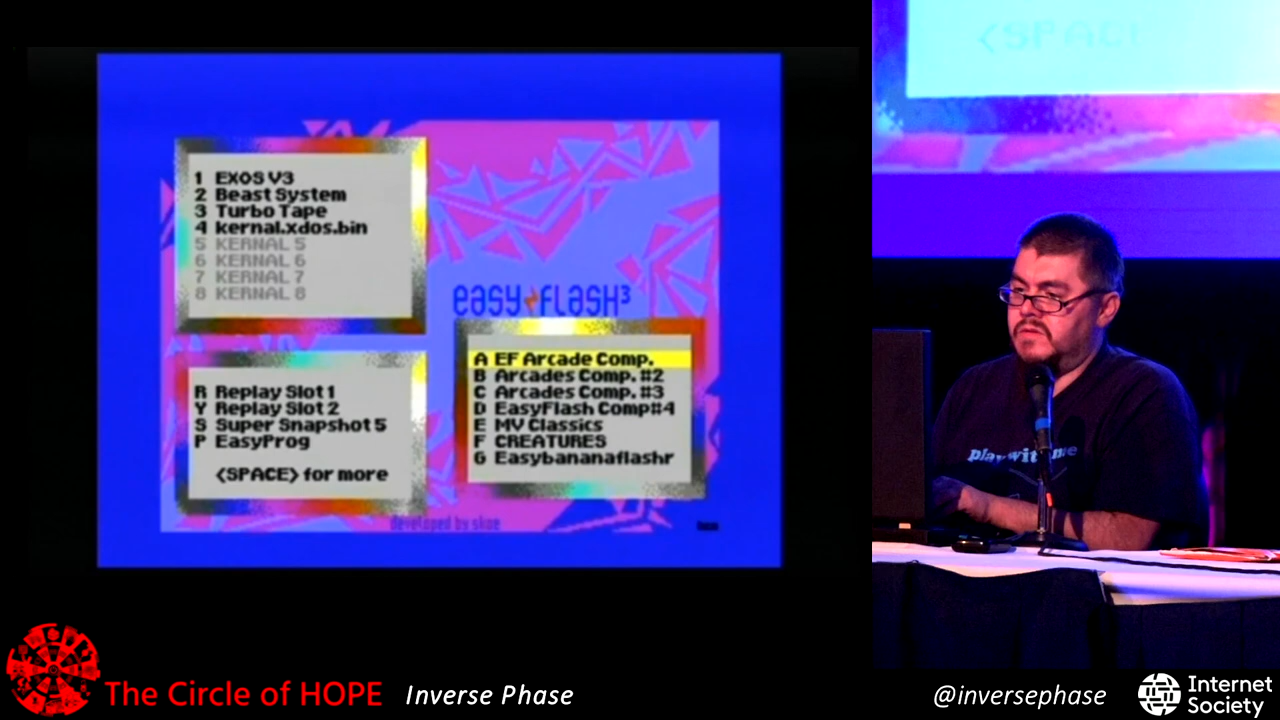 1 EXOS V3
2 Beast System
3 Turbo Tape
4 kernal.xdos.bin
5 KERNAL 5
6 KERNAL 6
7 KERNAL 7
8 KERNAL 8
easy flash³
R Replay Slot 1
Y Replay Slot 2
S Super Snapshot 5
P EasyProg
<SPACE> for more
A EF Arcade Comp.
B Arcades Comp. #2
C Arcades Comp. #3
D EasyFlash Comp#4
E MV Classics
F CREATURES
G Easybananaflashr
developed by skoe
<SPACE
play with me
The Circle of HOPE
Inverse Phase
@inversephase
Internet
Society